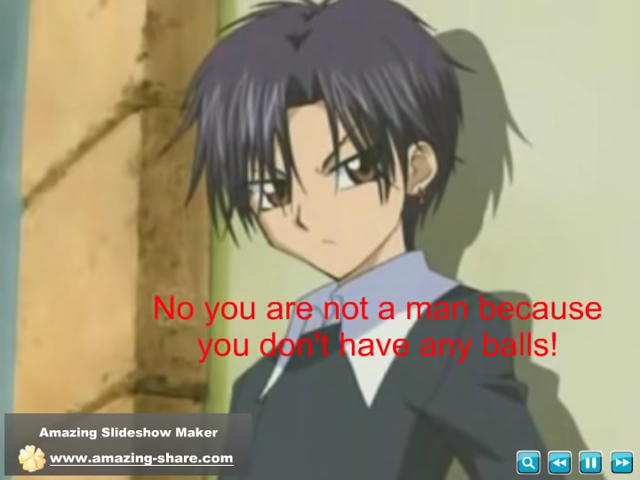 No you are not a man because
you don't have any balls!
Amazing Slideshow Maker
www.amazing-share.com